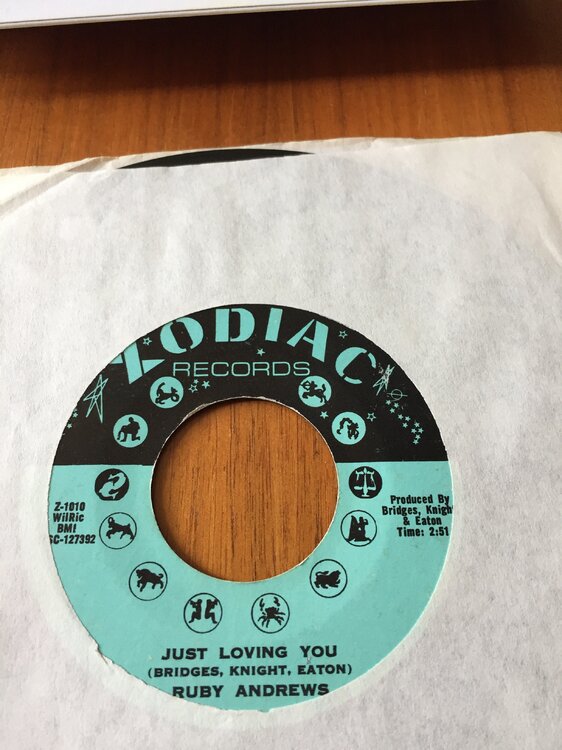 ZODIAC
RECORDS
Z-1010
WilRic
BMI
SC-127392
Produced By
Bridges, Knigh
& Eaton
Time: 2:51
JUST LOVING YOU
(BRIDGES, KNIGHT, EATON)
RUBY ANDREWS